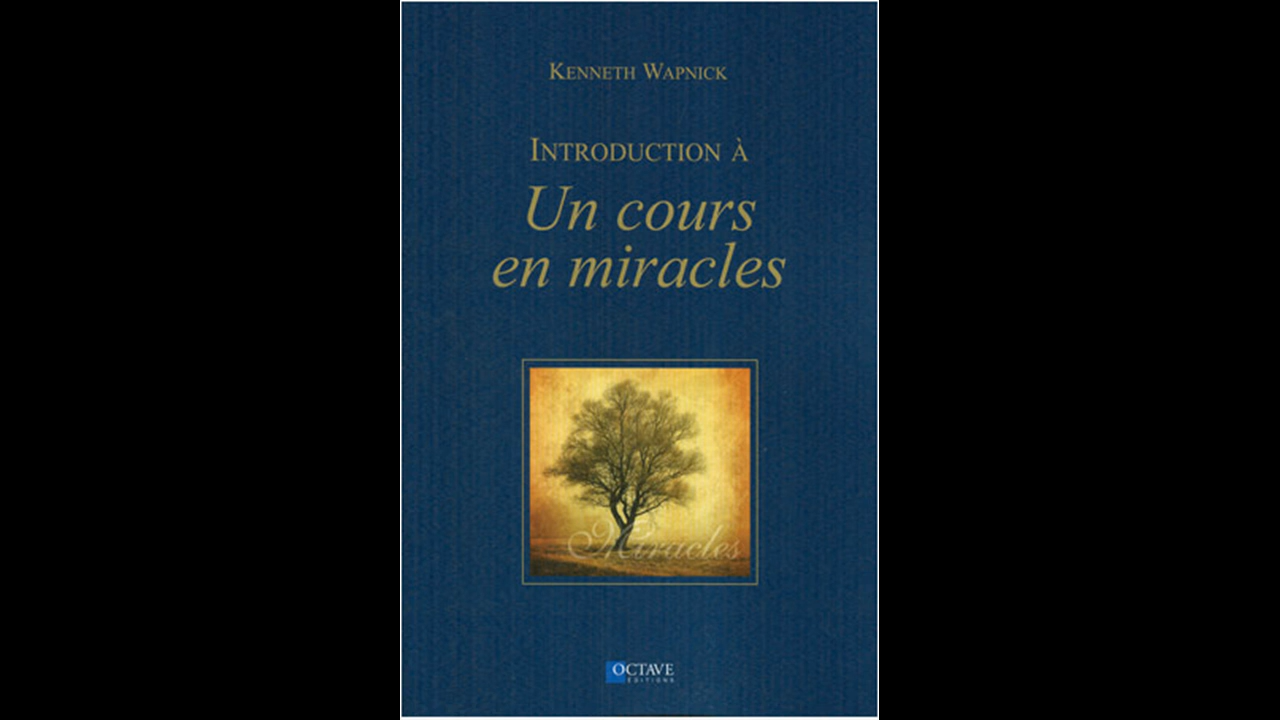 KENNETH WAPNICK
INTRODUCTION À
Un cours
en miracles
Miracles
OCTAVE
ÉDITIONS